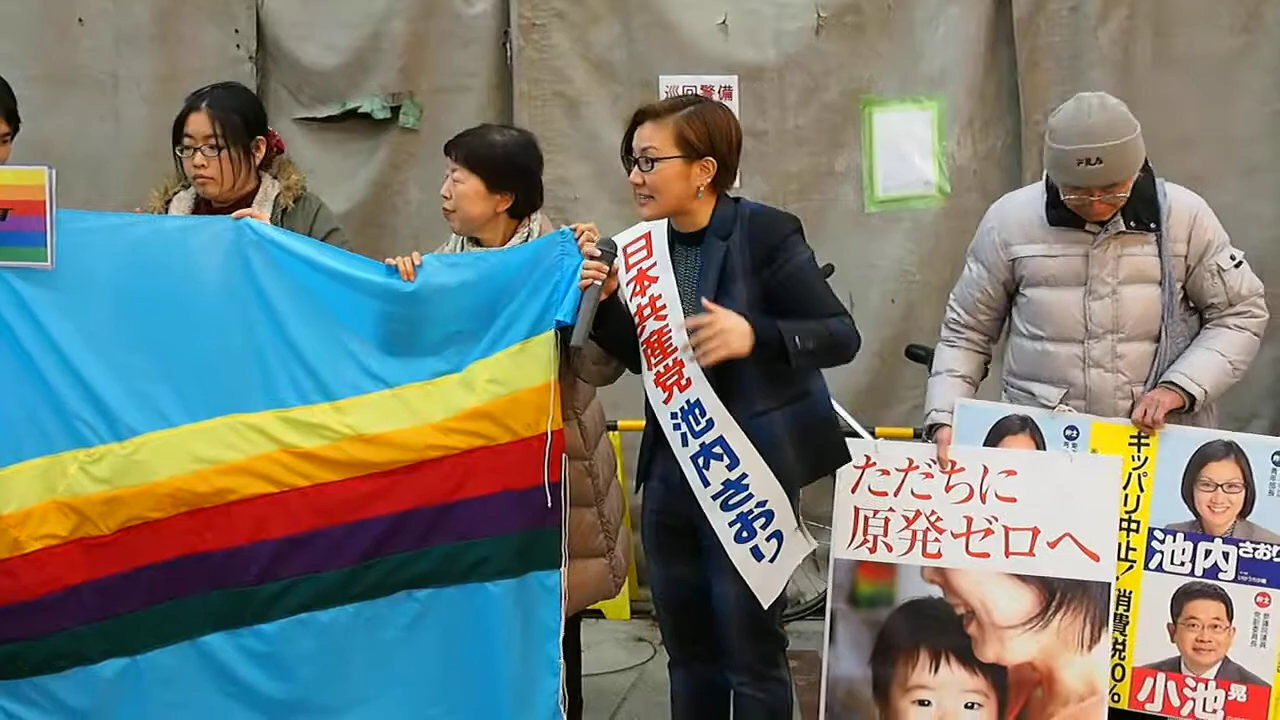 巡回警備
FILA
日本共産党 池内さおり
ただちに
原発ゼロへ
キッパリ中止!消費税10%
池内さおり
小池晃